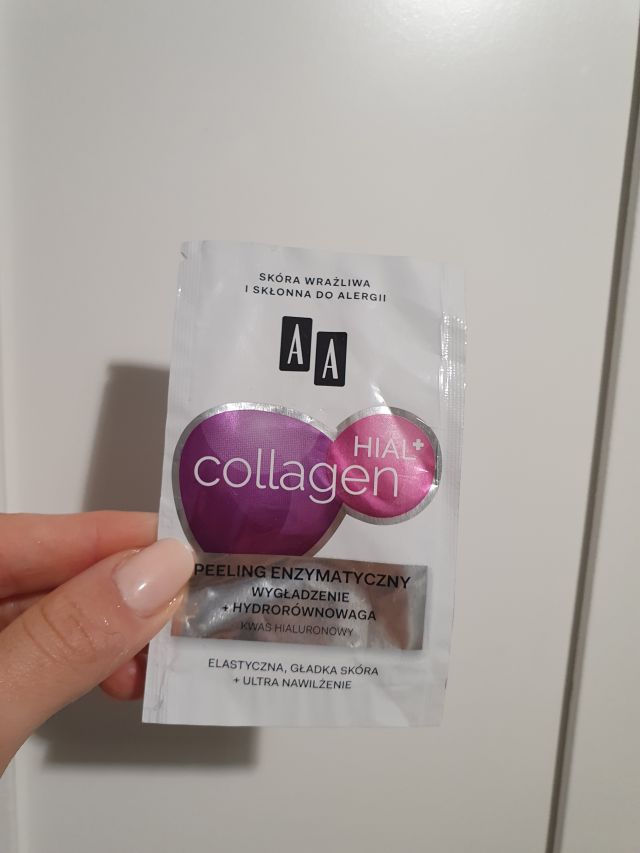 SKÓRA WRAŻLIWA
I SKŁONNA DO ALERGII
AA
HIAL+
collagen
PEELING ENZYMATYCZNY
WYGŁADZENIE
+ HYDRORÓWNOWAGA
KWAS HIALURONOWY
ELASTYCZNA, GŁADKA SKÓRA
+ ULTRA NAWILŻENIE